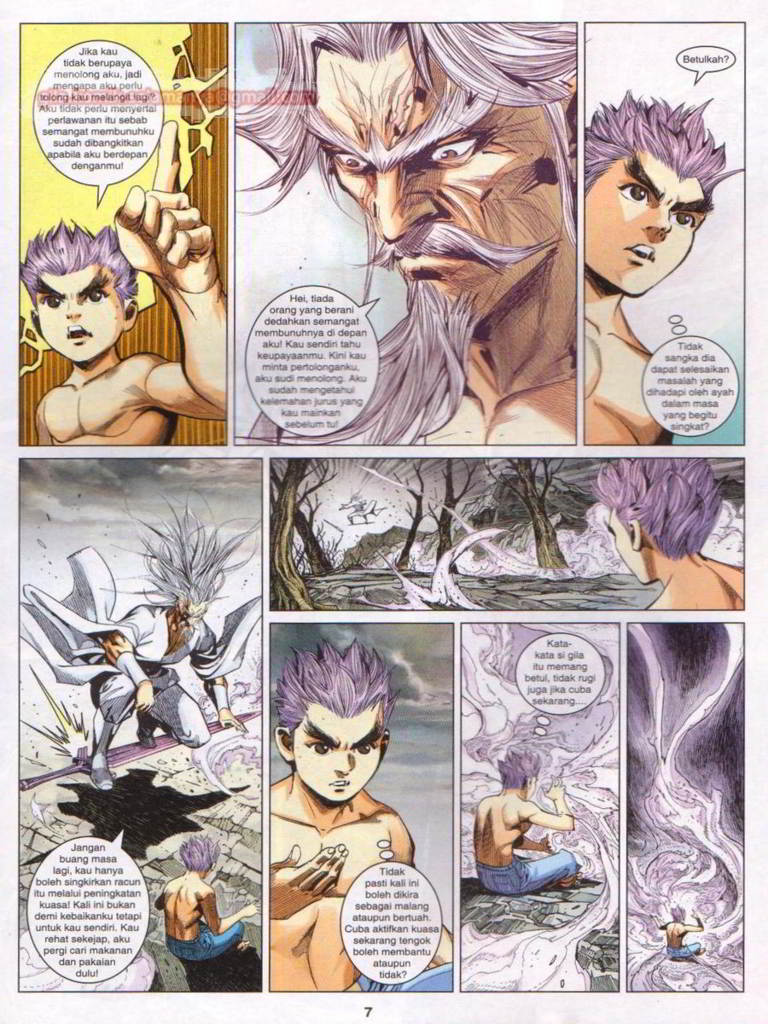 Jika kau
tidak berupaya
menolong aku, jadi
mengapa aku perlu
tolong kau melangit lagi?
Aku tidak perlu menyertai
perlawanan itu sebab
semangat membunuhku
sudah dibangkitkan
apabila aku berdepan
denganmu!
Hei, tiada
orang yang berani
dedahkan semangat
membunuhnya di depan
aku! Kau sendiri tahu
keupayaanmu. Kini kau
minta pertolonganku,
aku sudi menolong. Aku
sudah mengetahui
kelemahan jurus yang
kau mainkan
sebelum tu!
Betulkah?
Tidak
sangka dia
dapat selesaikan
masalah yang
dihadapi oleh ayah
dalam masa
yang begitu
singkat?
Jangan
buang masa
lagi, kau hanya
boleh singkirkan racun
itu melalui peningkatan
kuasa! Kali ini bukan
demi kebaikanku tetapi
untuk kau sendiri. Kau
rehat sekejap, aku
pergi cari makanan
dan pakaian
dulu!
Tidak
pasti kali ini
boleh dikira
sebagai malang
ataupun bertuah.
Cuba aktifkan kuasa
sekarang tengok
boleh membantu
ataupun
tidak?
Kata-
kata si gila
itu memang
betul, tidak rugi
juga jika cuba
sekarang....
7